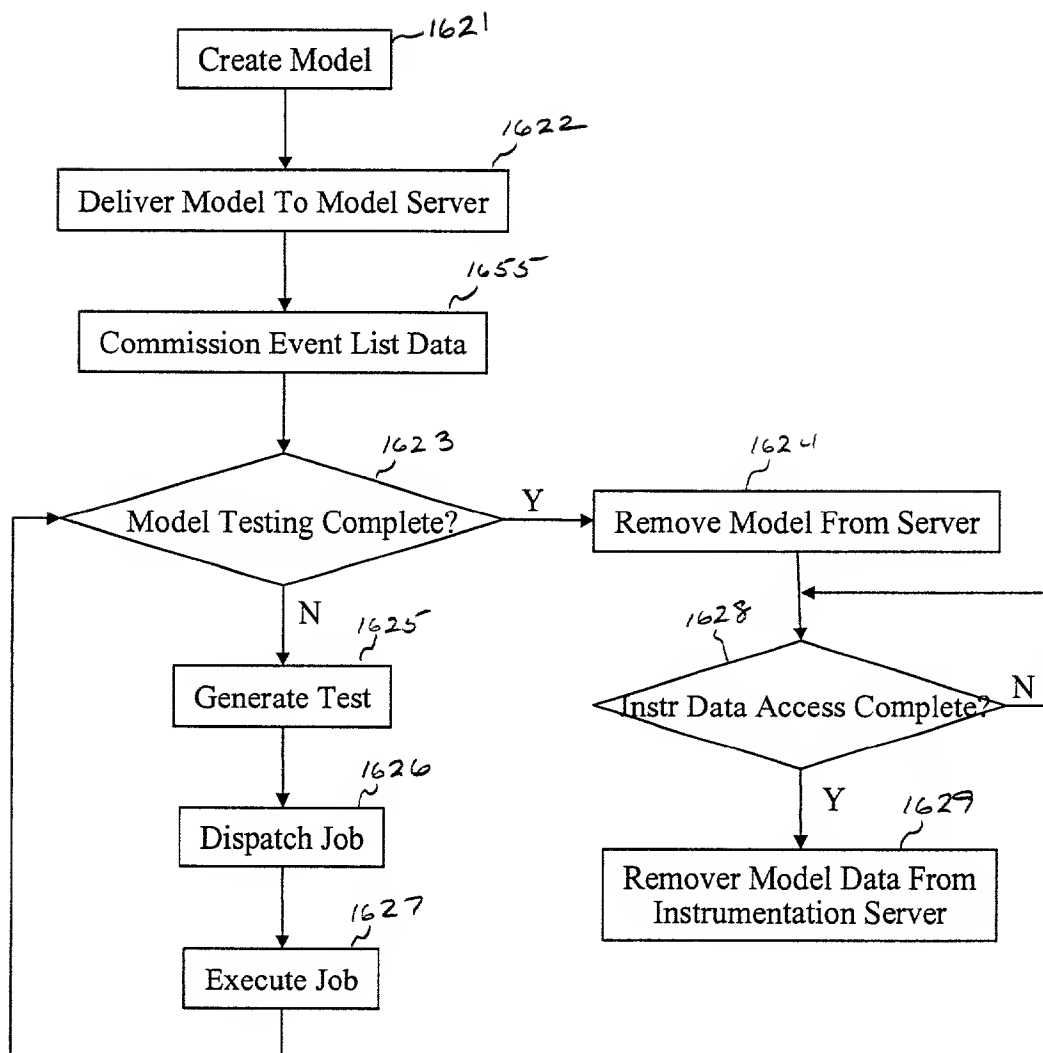 1621
Create Model
1622
Deliver Model To Model Server
1655
Commission Event List Data
1623
Model Testing Complete?
Y
1624
Remove Model From Server
N
1625
Generate Test
1628
Instr Data Access Complete?
N
1626
Dispatch Job
Y
1629
Remover Model Data From
Instrumentation Server
1627
Execute Job